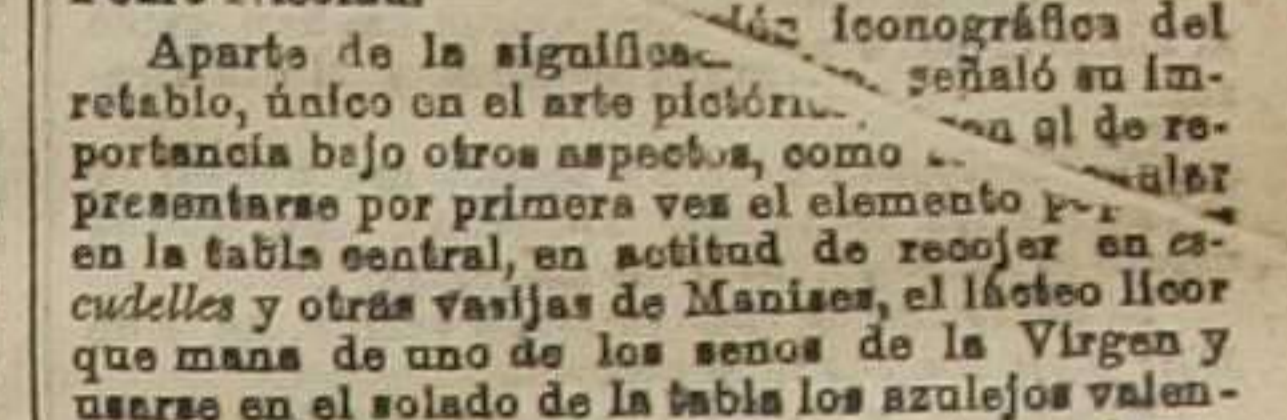 Aparte de la significación iconográfica del
retablo, único en el arte pictórico, señaló su im-
portancia bajo otros aspectos, como el de re-
presentarse por primera vez el elemento popular
en la tabla central, en actitud de recojer en es-
cudelles y otras vasijas de Manises, el lácteo licor
que mana de uno de los senos de la Virgen y
usarse en el solado de la tabla los azulejos valen-